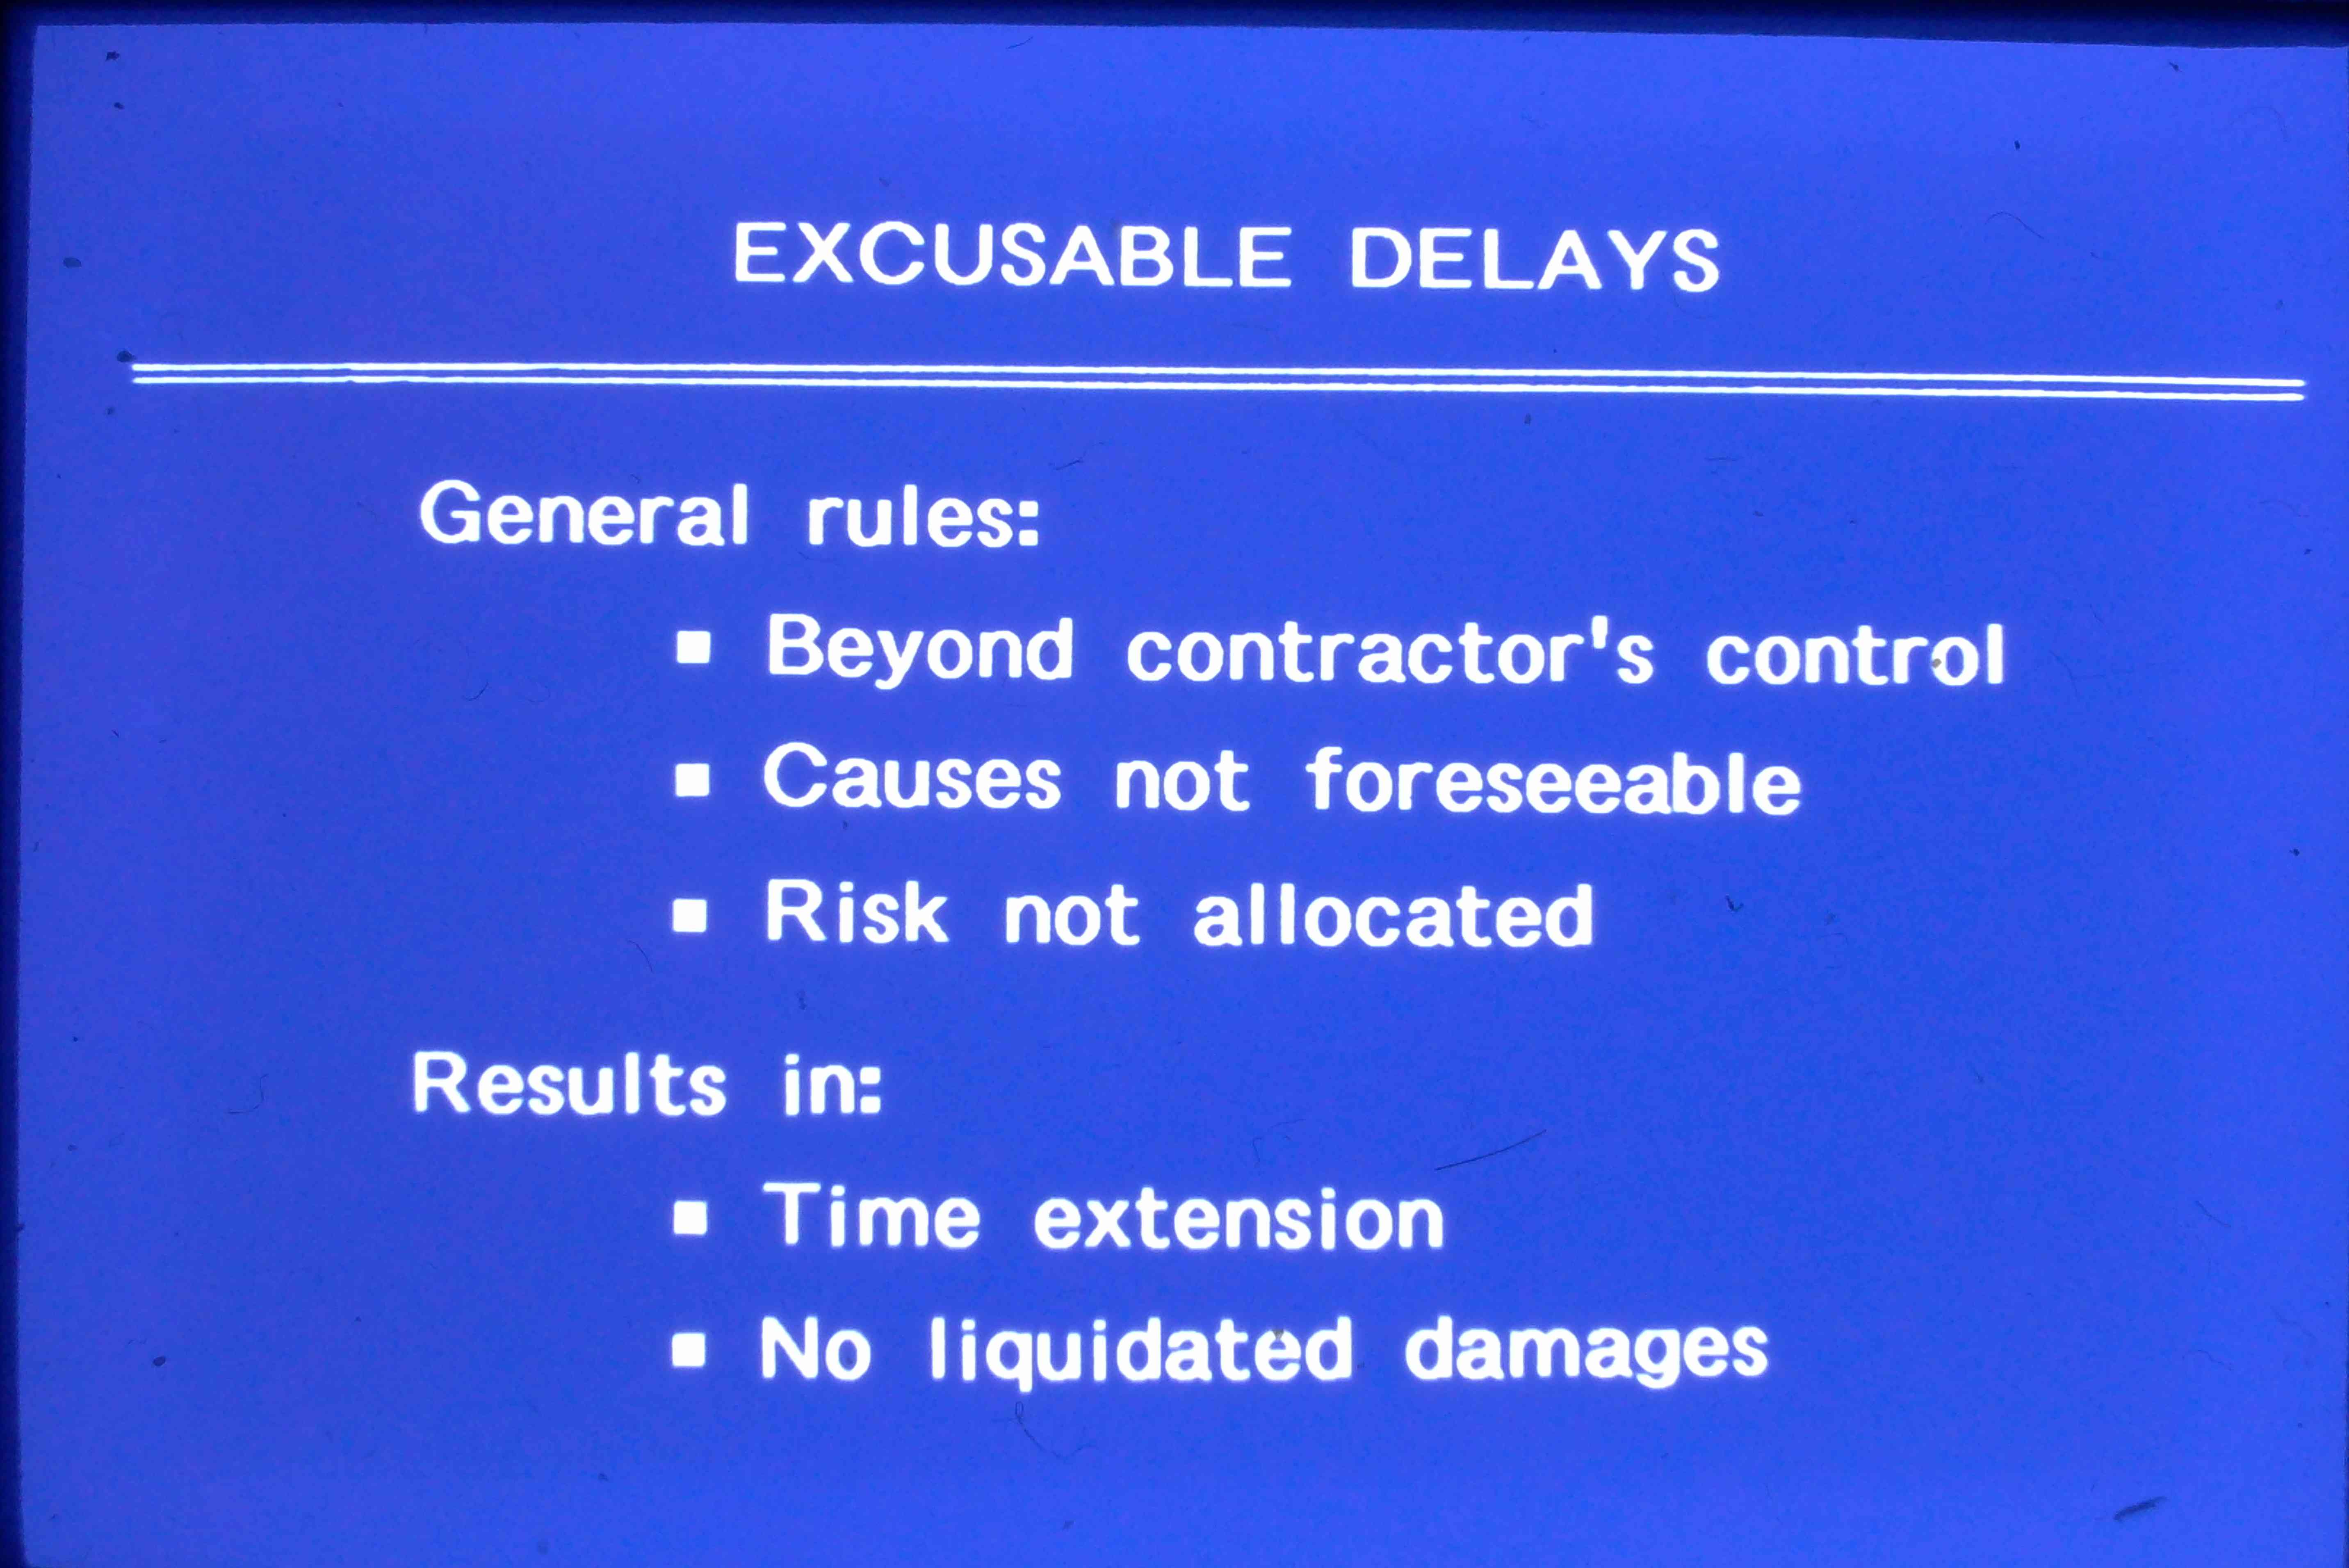 EXCUSABLE DELAYS
General rules:
■ Beyond contractor's control
■ Causes not foreseeable
■ Risk not allocated
Results in:
■ Time extension
■ No liquidated damages